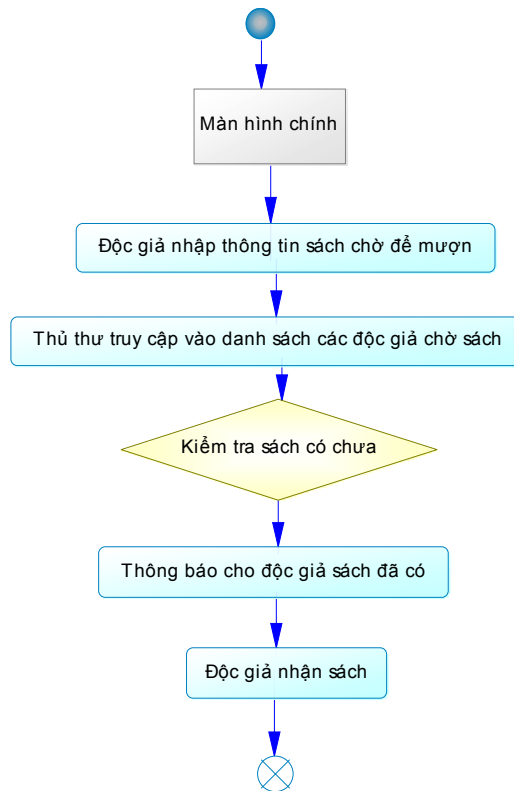 Màn hình chính
Độc giả nhập thông tin sách chờ để mượn
Thủ thư truy cập vào danh sách các độc giả chờ sách
Kiểm tra sách có chưa
Thông báo cho độc giả sách đã có
Độc giả nhận sách